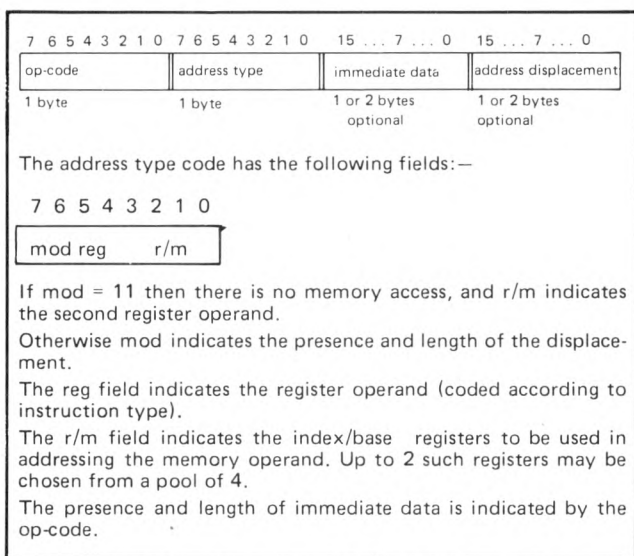 7 6 5 4 3 2 1 0 7 6 5 4 3 2 1 0 15 ... 7 ... 0 15 ... 7 ... 0
op-code address type immediate data address displacement
1 byte 1 byte 1 or 2 bytes 1 or 2 bytes
optional optional
The address type code has the following fields:—
7 6 5 4 3 2 1 0
mod reg r/m
If mod = 11 then there is no memory access, and r/m indicates
the second register operand.
Otherwise mod indicates the presence and length of the displace-
ment.
The reg field indicates the register operand (coded according to
instruction type).
The r/m field indicates the index/base registers to be used in
addressing the memory operand. Up to 2 such registers may be
chosen from a pool of 4.
The presence and length of immediate data is indicated by the
op-code.